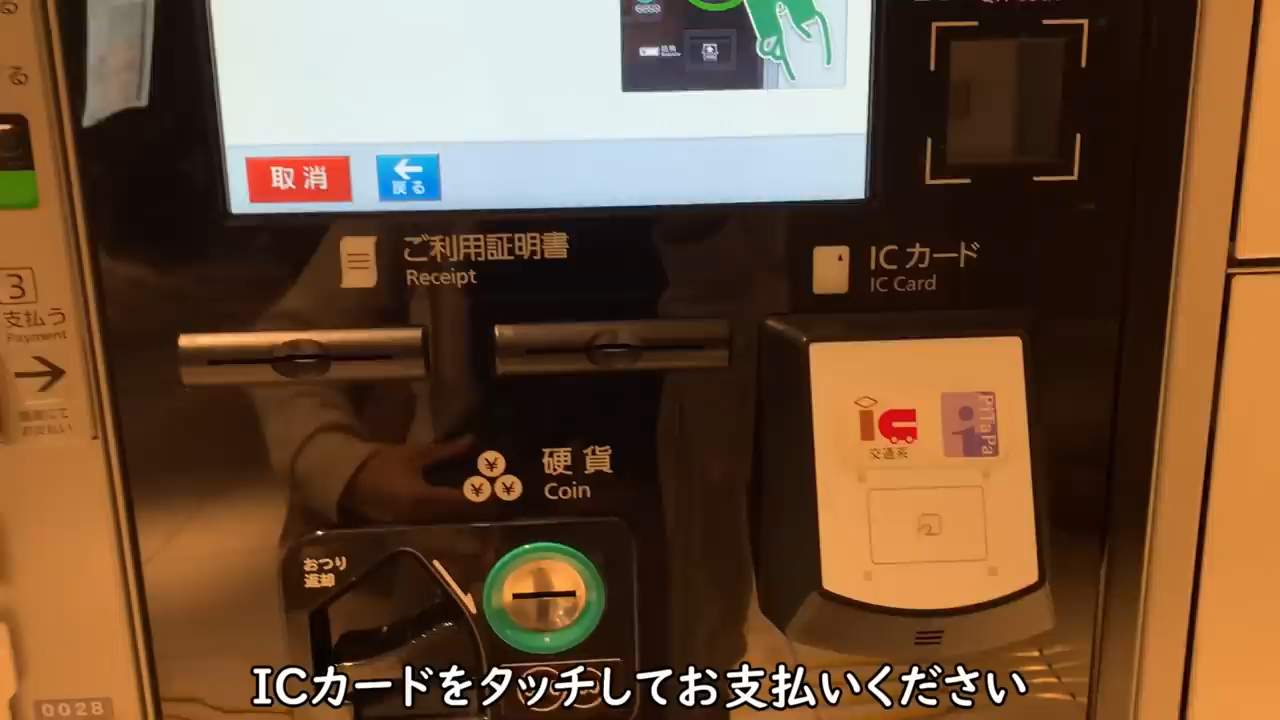 取消
戻る
ご利用証明書
Receipt
ICカード
IC Card
3
支払う
Payment
交通系
PiTaPa
硬貨
Coin
おつり
返却
ICカードをタッチしてお支払いください
0028